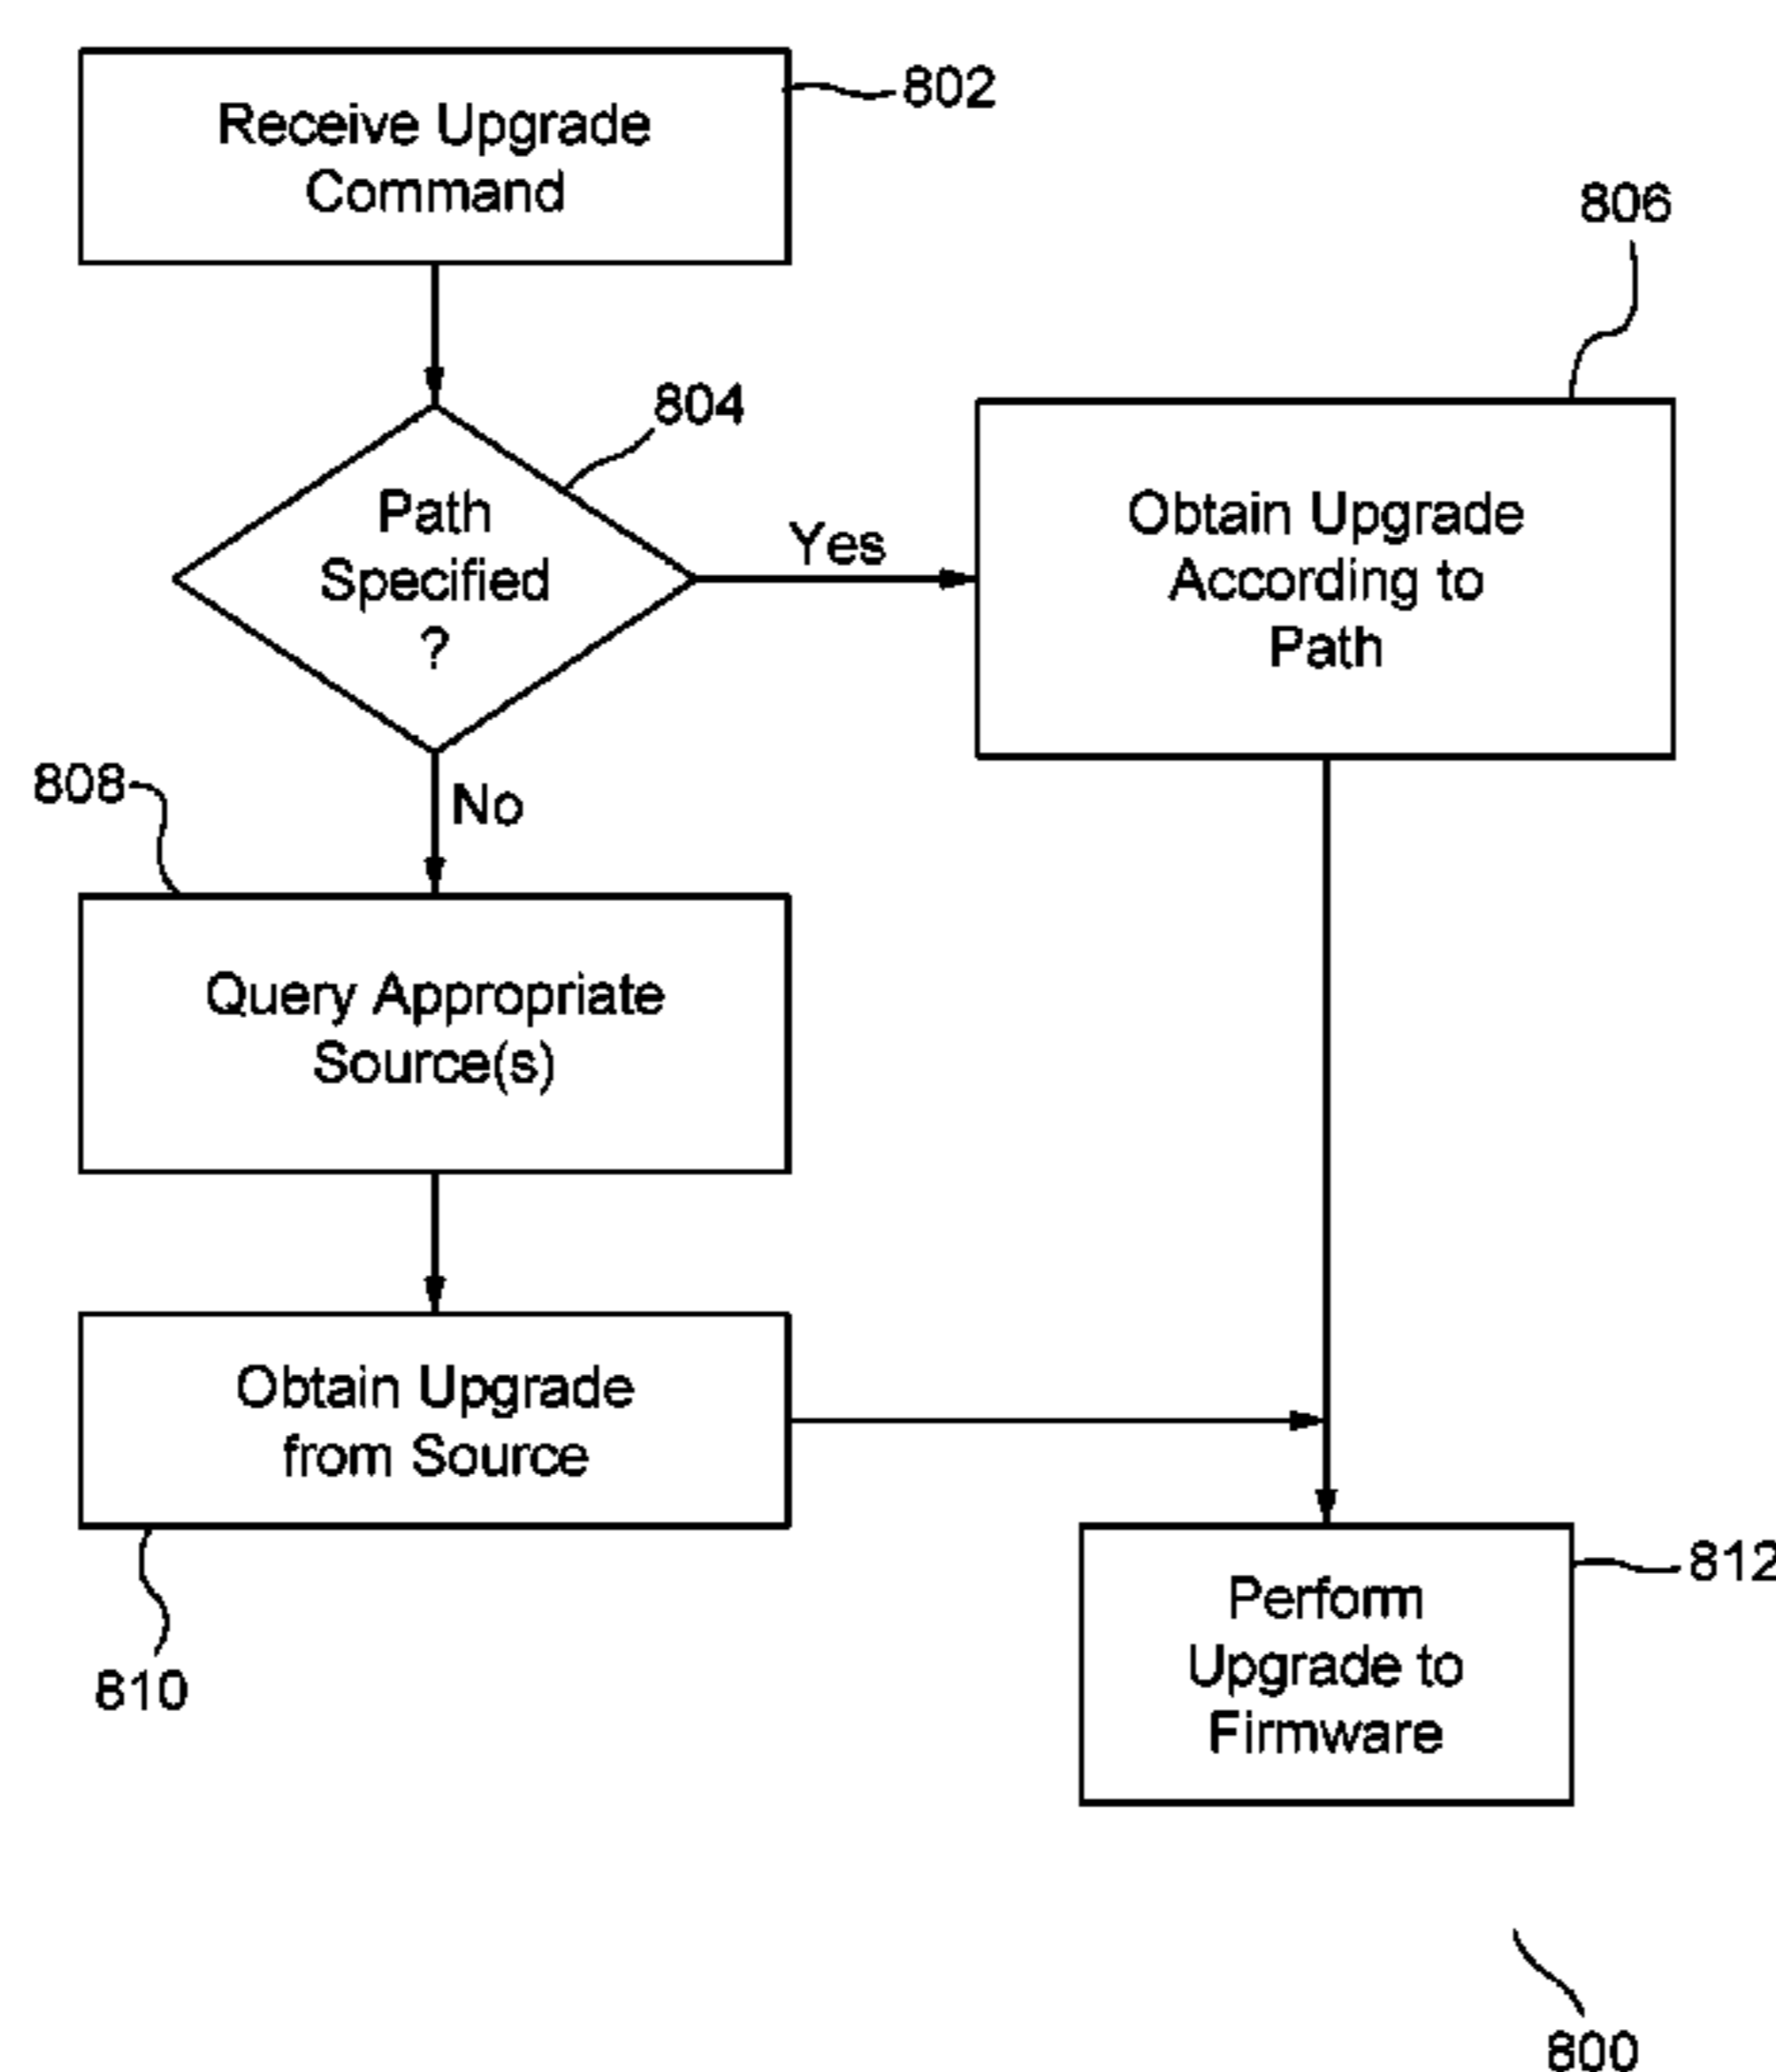 Receive Upgrade
Command
802
806
804
Path
Specified
?
Yes
Obtain Upgrade
According to
Path
808
No
Query Appropriate
Source(s)
Obtain Upgrade
from Source
810
812
Perform
Upgrade to
Firmware
800